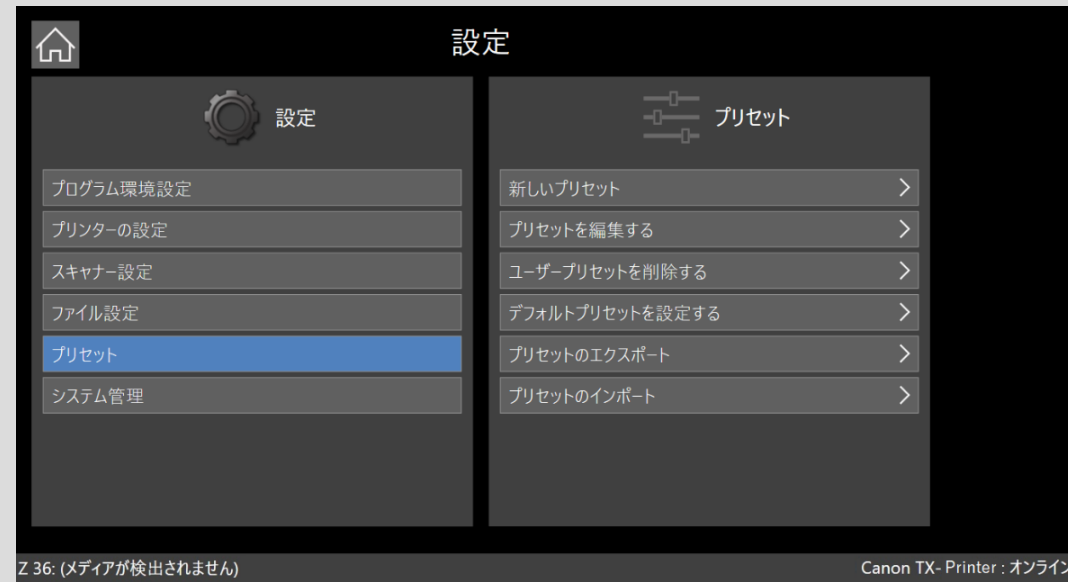 設定
設定
プログラム環境設定
プリンターの設定
スキャナー設定
ファイル設定
プリセット
システム管理
プリセット
新しいプリセット
プリセットを編集する
ユーザープリセットを削除する
デフォルトプリセットを設定する
プリセットのエクスポート
プリセットのインポート
Z 36: (メディアが検出されません)
Canon TX- Printer : オンライン